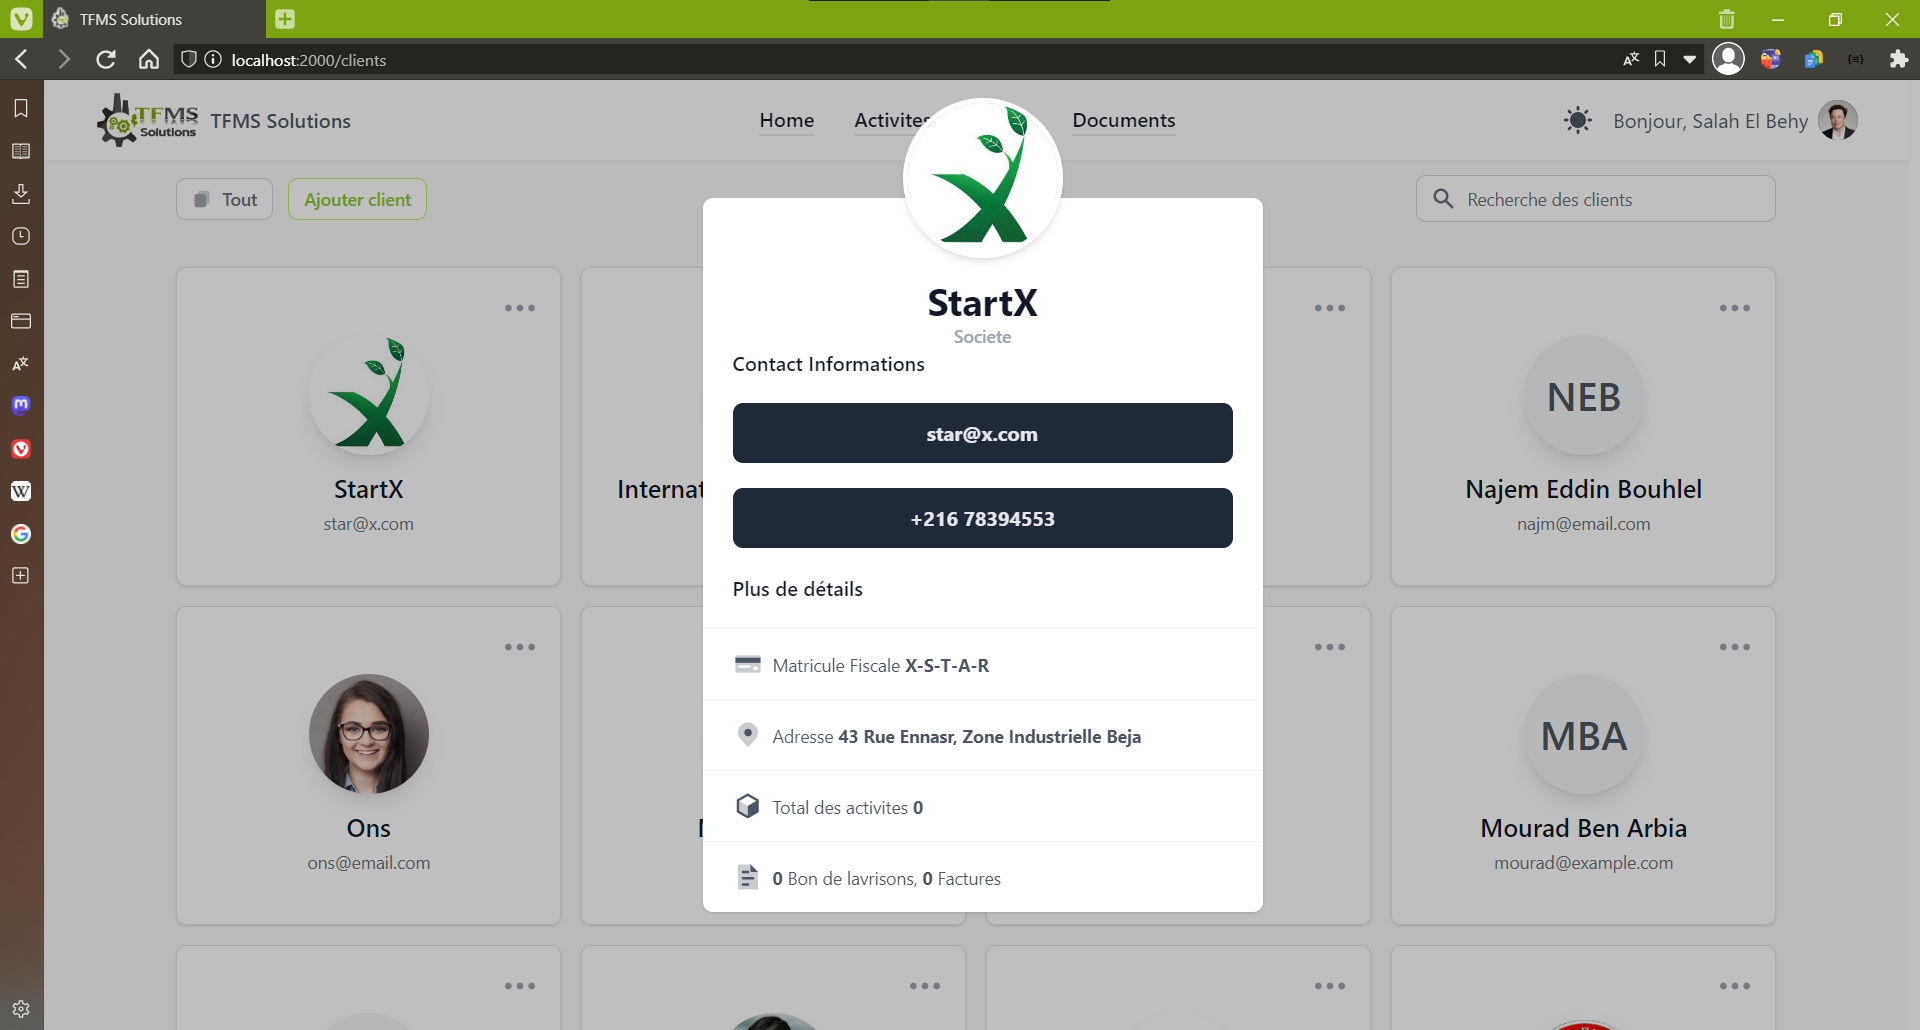 TFMS Solutions
localhost:2000/clients
TFMS
Solutions
TFMS Solutions
Home
Activites
Documents
Bonjour, Salah El Behy
Tout
Ajouter client
Recherche des clients
StartX
Societe
Contact Informations
star@x.com
+216 78394553
Plus de détails
Matricule Fiscale X-S-T-A-R
Adresse 43 Rue Ennasr, Zone Industrielle Beja
Total des activites 0
0 Bon de lavrisons, 0 Factures
StartX
star@x.com
Internat
NEB
Najem Eddin Bouhlel
najm@email.com
Ons
ons@email.com
MBA
Mourad Ben Arbia
mourad@example.com